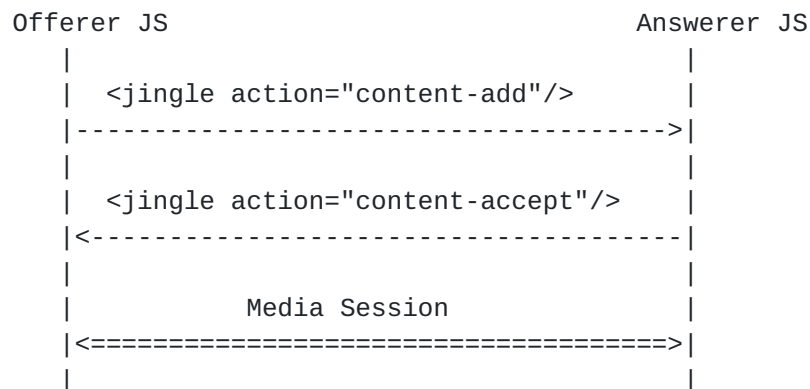 Offerer JS Answerer JS
<jingle action="content-add"/>
<jingle action="content-accept"/>
Media Session